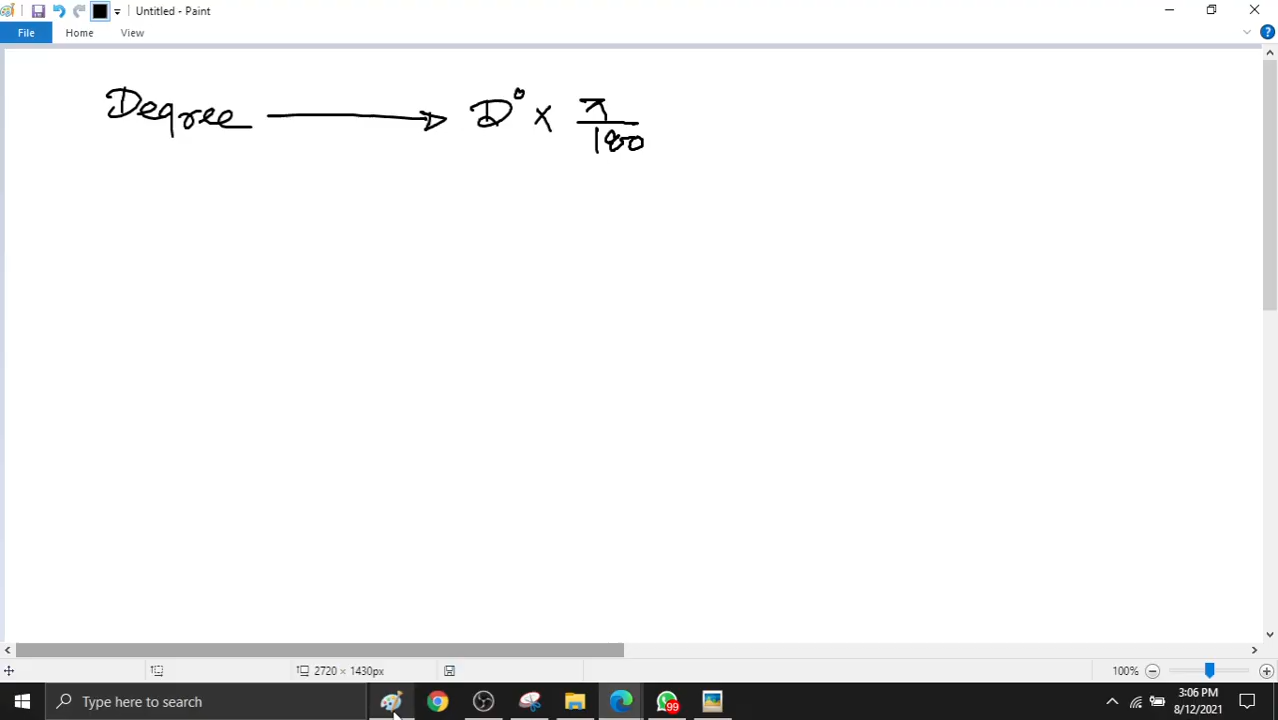 Untitled - Paint
File Home View ?
Degree → D° × π/180
2720 × 1430px 100%
Type here to search 99 3:06 PM
8/12/2021